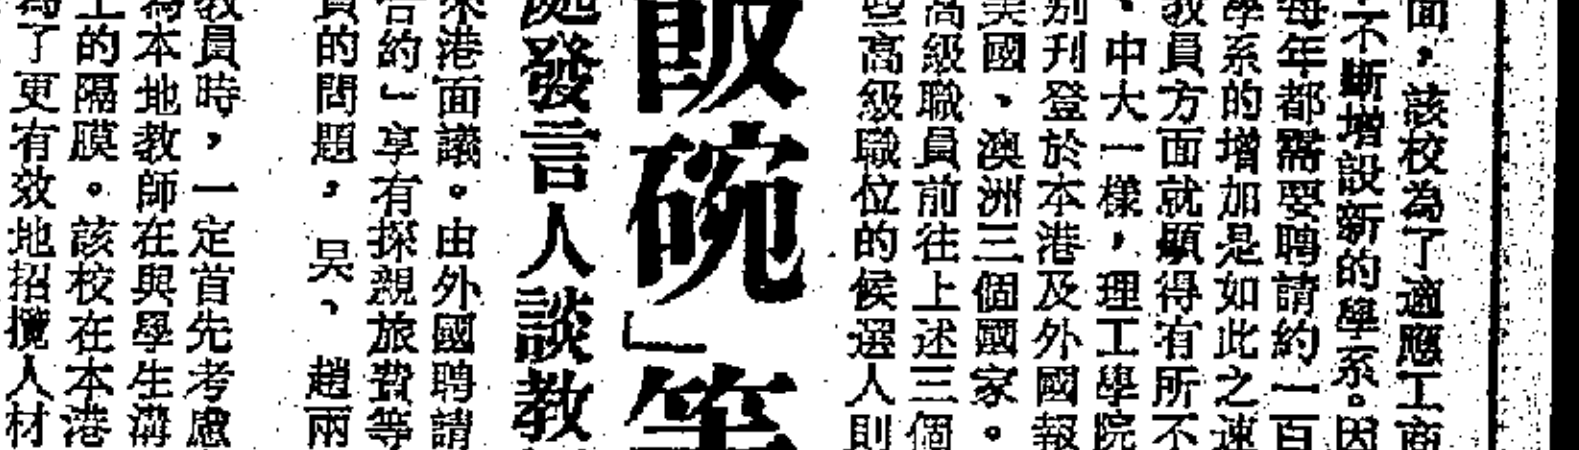 面，該校為了適應工商
不斷增設新的學系。因
每年都需要聘請約一百
學系的增加是如此之速
教員方面就顯得有所不
、中大一樣，理工學院
別刊登於本港及外國報
美國、澳洲三個國家。
高級職員前往上述三個
些高級職位的候選人則
飯碗」等
處發言人談教
來港面議。由外國聘請
合約」享有探親旅費等
員的問題，吳、趙兩
教員時，一定首先考慮
為本地教師在與學生溝
上的隔膜。該校在本港
為了更有效地招攬人材